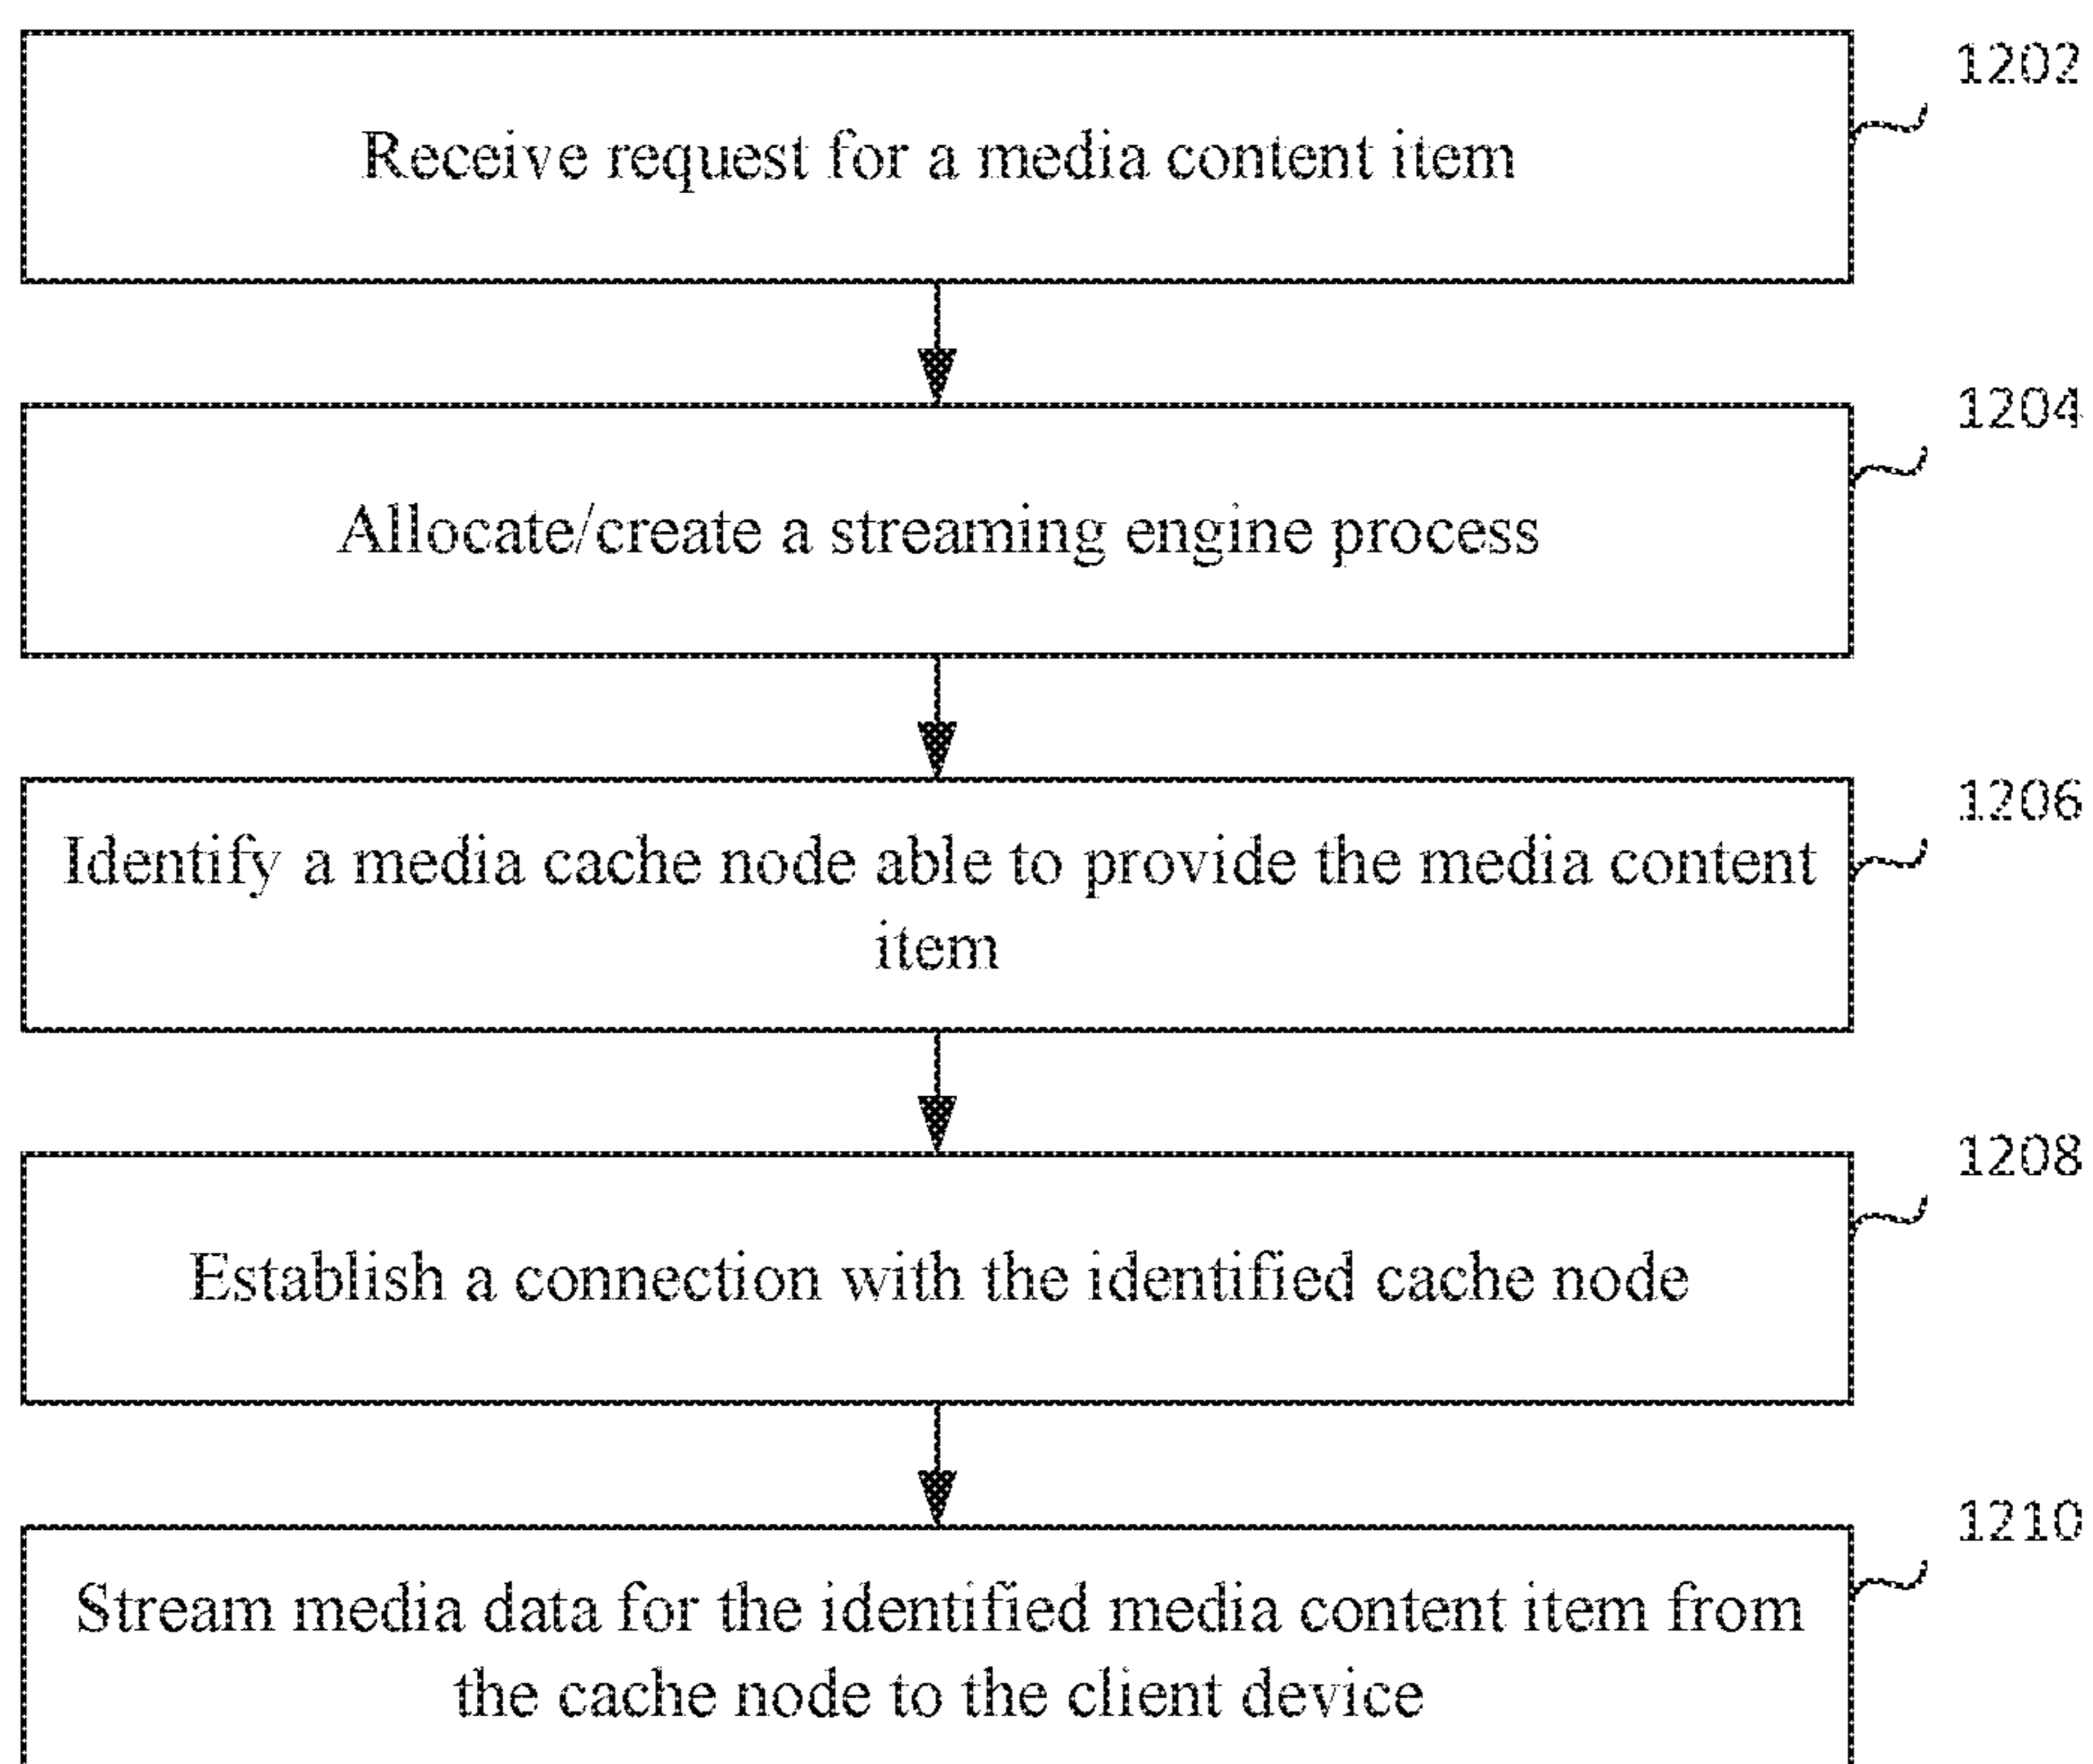 1202
Receive request for a media content item
1204
Allocate/create a streaming engine process
1206
Identify a media cache node able to provide the media content
item
1208
Establish a connection with the identified cache node
1210
Stream media data for the identified media content item from
the cache node to the client device